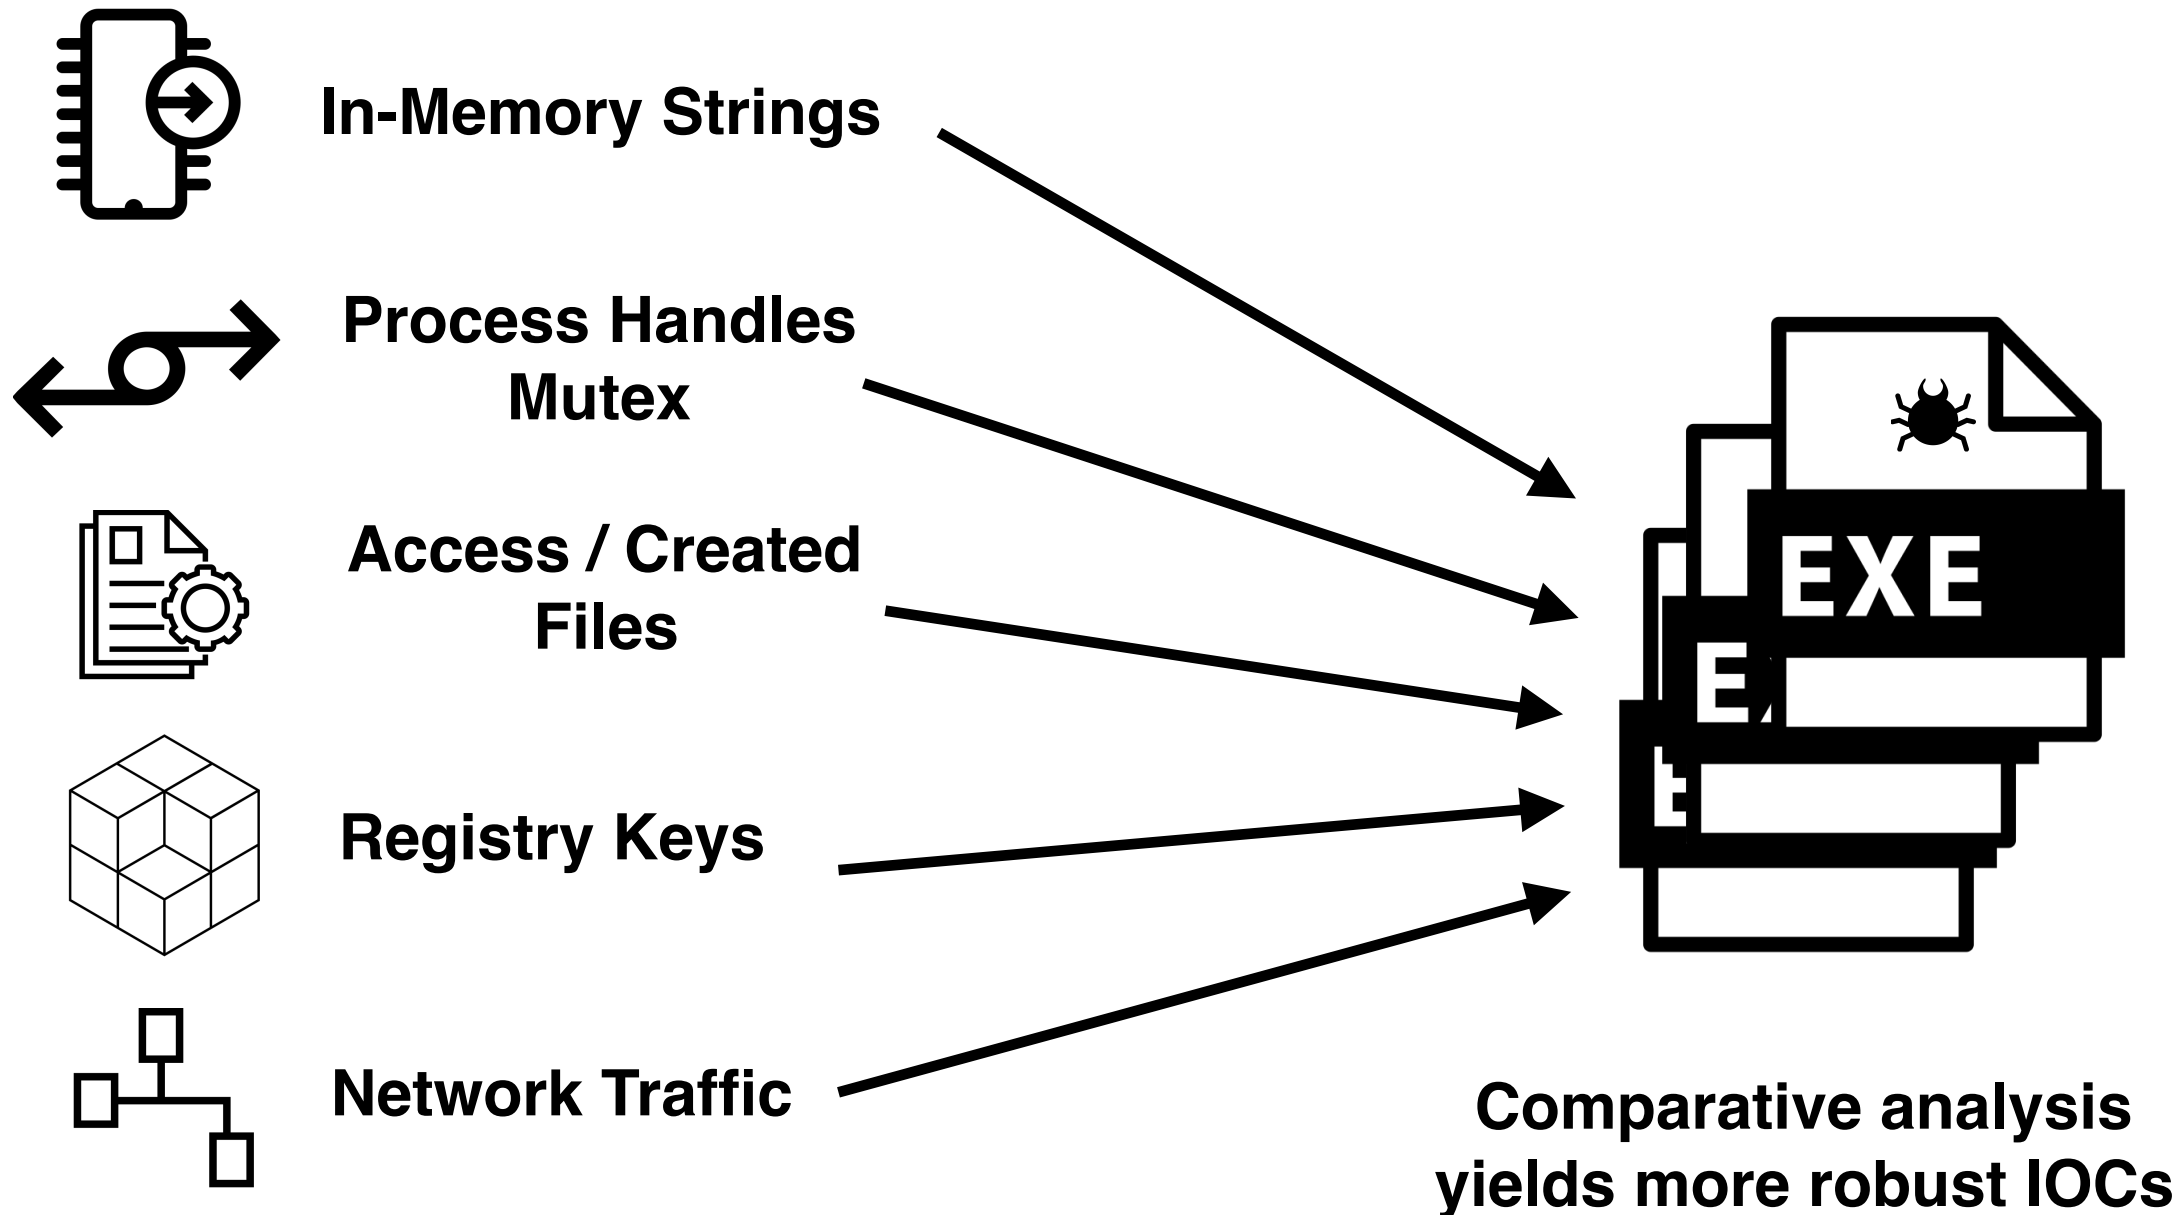 In-Memory Strings
Process Handles
Mutex
Access / Created
Files
Registry Keys
Network Traffic
EXE
EX
E
Comparative analysis
yields more robust IOCs